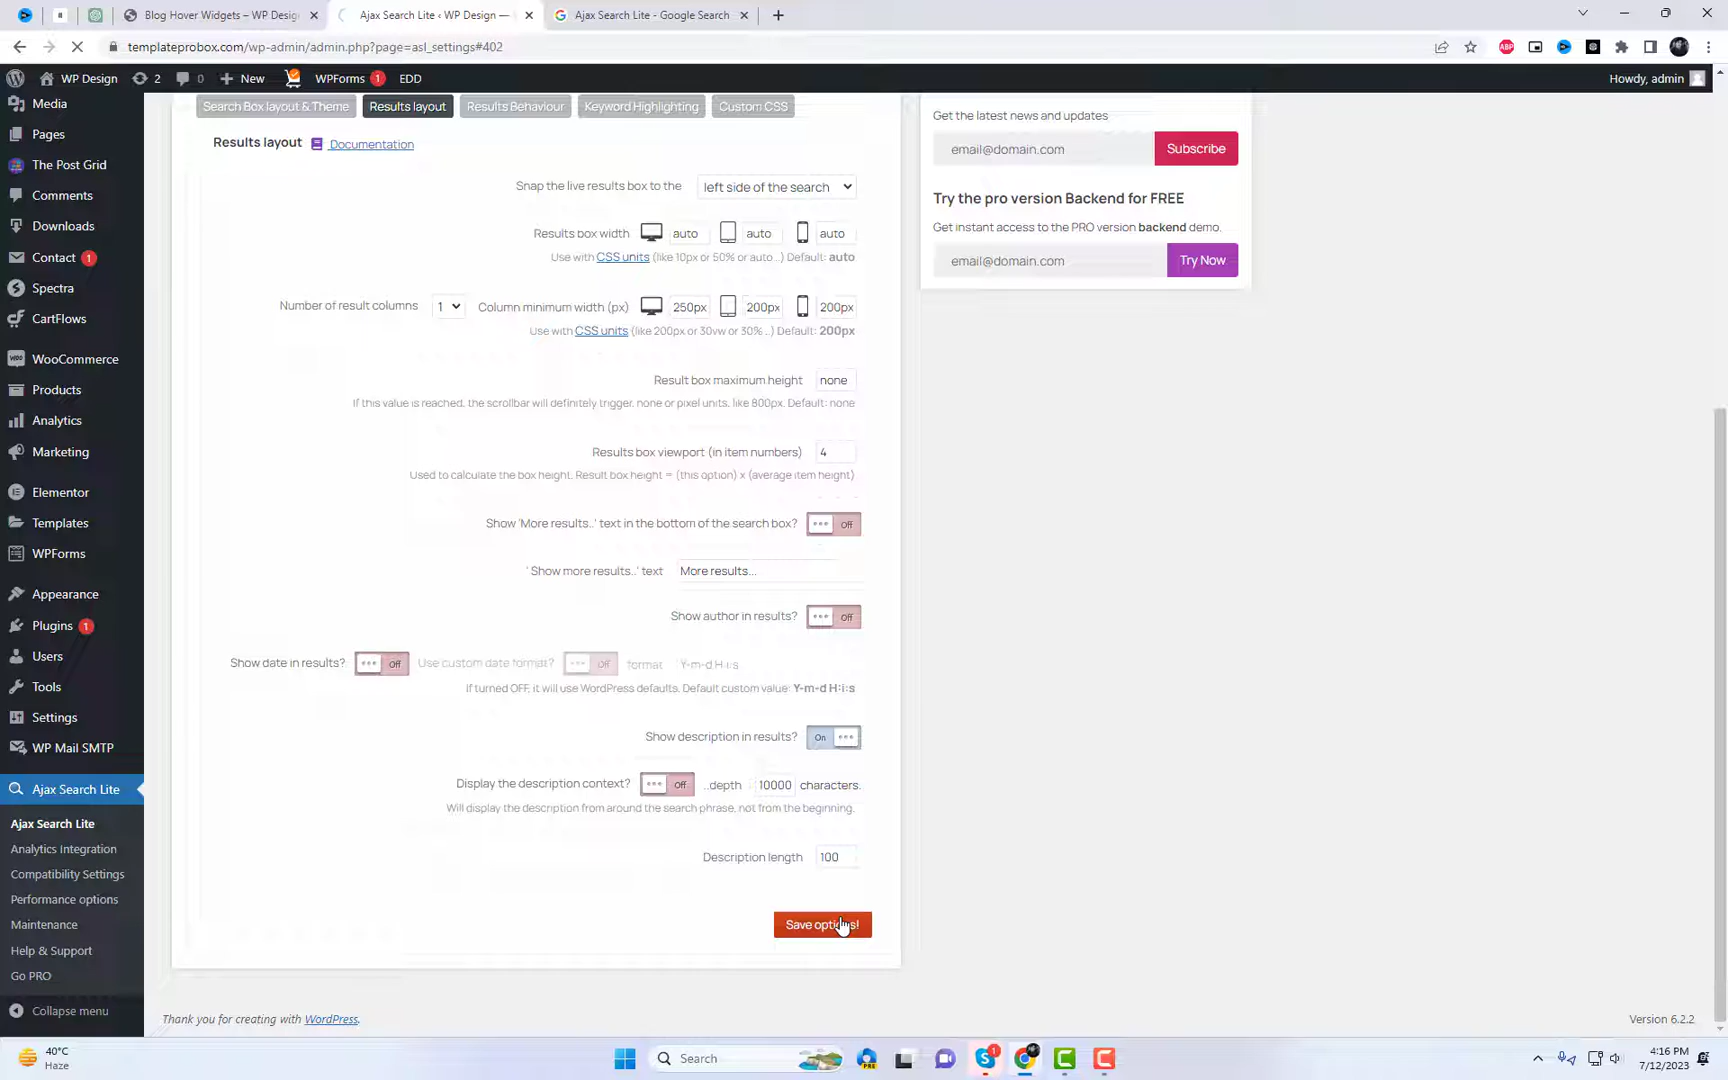 Blog Hover Widgets – WP Design
Ajax Search Lite ‹ WP Design —
Ajax Search Lite - Google Search
templateprobox.com/wp-admin/admin.php?page=asl_settings#402
WP Design
2
0
New
WPForms 1
EDD
Howdy, admin
Media
Pages
The Post Grid
Comments
Downloads
Contact 1
Spectra
CartFlows
WooCommerce
Products
Analytics
Marketing
Elementor
Templates
WPForms
Appearance
Plugins 1
Users
Tools
Settings
WP Mail SMTP
Ajax Search Lite
Ajax Search Lite
Analytics Integration
Compatibility Settings
Performance options
Maintenance
Help & Support
Go PRO
Collapse menu
Search Box layout & Theme
Results layout
Results Behaviour
Keyword Highlighting
Custom CSS
Results layout Documentation
Snap the live results box to the left side of the search
Results box width auto auto auto
Use with CSS units (like 10px or 50% or auto ..) Default: auto
Number of result columns 1 Column minimum width (px) 250px 200px 200px
Use with CSS units (like 200px or 30vw or 30% ..) Default: 200px
Result box maximum height none
If this value is reached, the scrollbar will definitely trigger. none or pixel units, like 800px. Default: none
Results box viewport (in item numbers) 4
Used to calculate the box height. Result box height = (this option) x (average item height)
Show 'More results..' text in the bottom of the search box? Off
' Show more results..' text More results...
Show author in results? Off
Show date in results? Off Use custom date format? Off format Y-m-d H:i:s
If turned OFF, it will use WordPress defaults. Default custom value: Y-m-d H:i:s
Show description in results? On
Display the description context? Off ..depth 10000 characters.
Will display the description from around the search phrase, not from the beginning.
Description length 100
Save options!
Get the latest news and updates
email@domain.com Subscribe
Try the pro version Backend for FREE
Get instant access to the PRO version backend demo.
email@domain.com Try Now
Thank you for creating with WordPress.
Version 6.2.2
40°C
Haze
Search
PRE
1
4:16 PM
7/12/2023